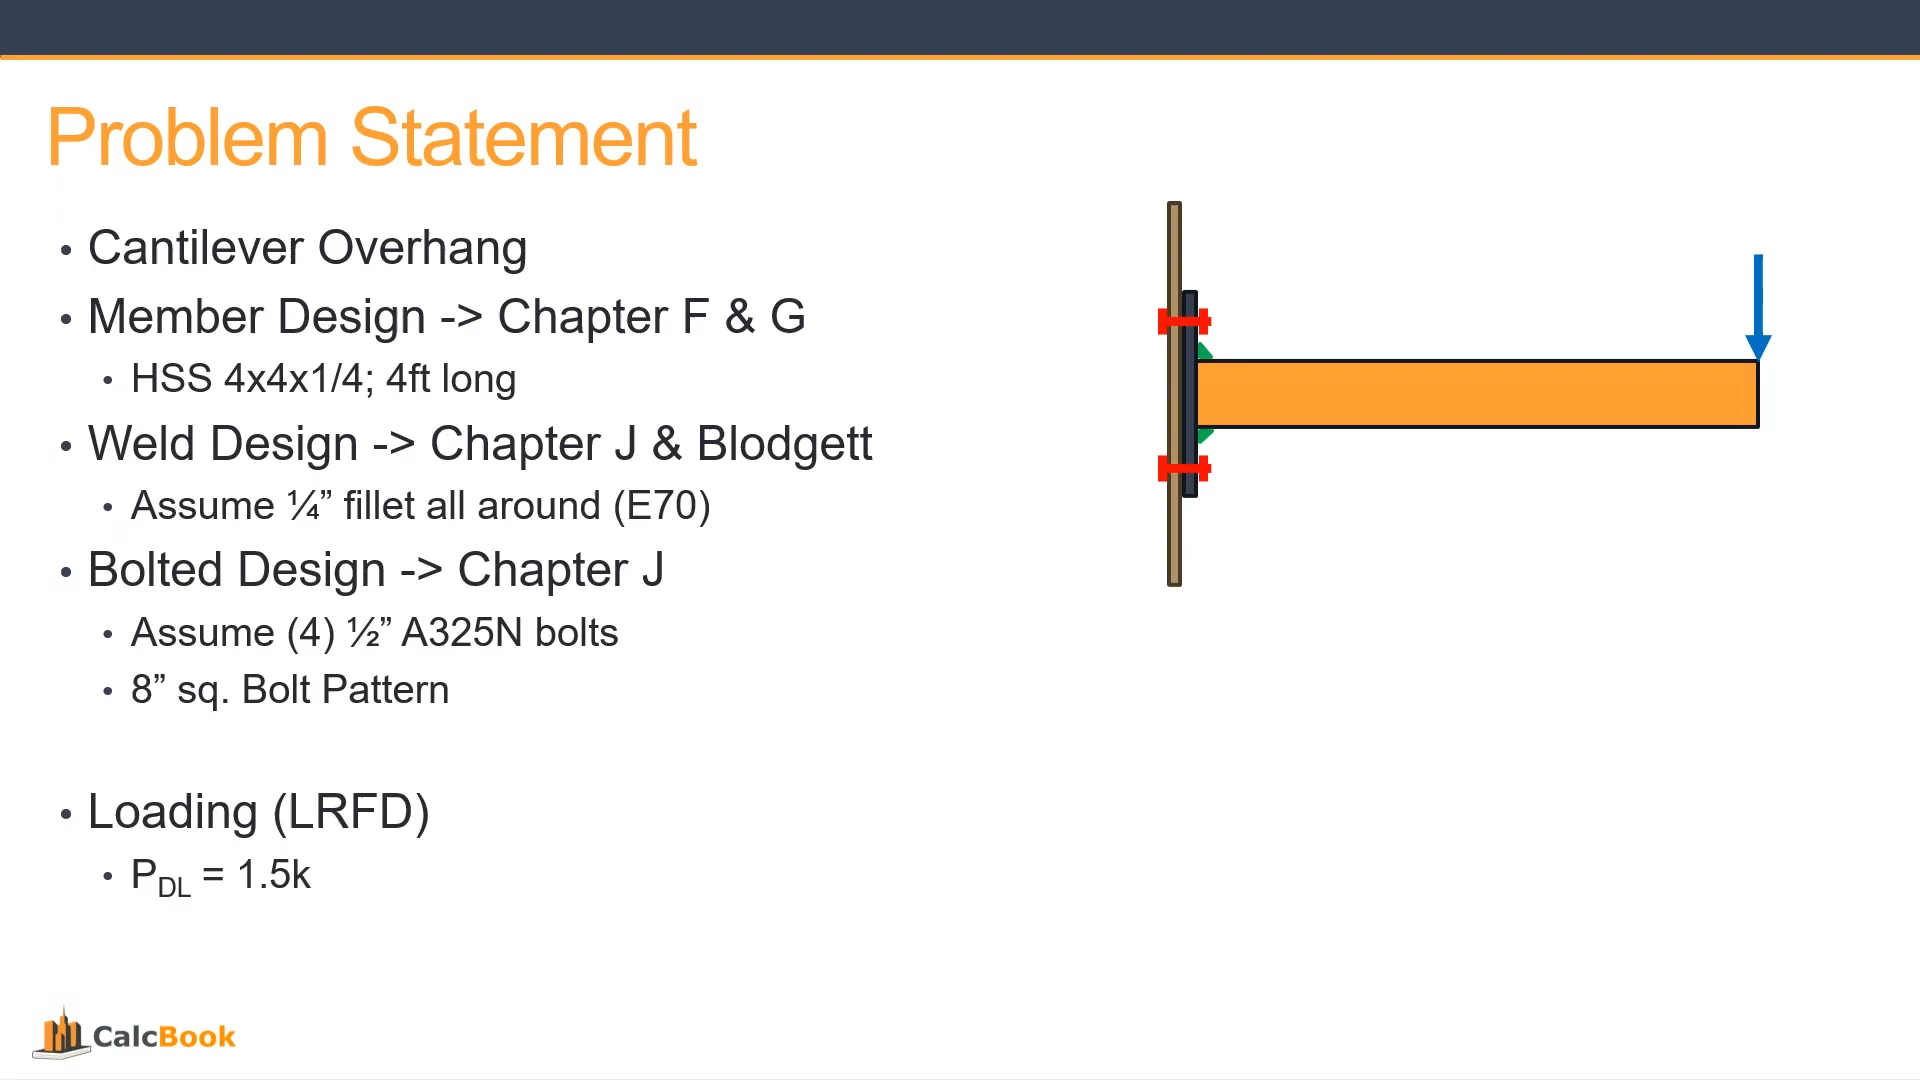 Problem Statement
• Cantilever Overhang
• Member Design -> Chapter F & G
• HSS 4x4x1/4; 4ft long
• Weld Design -> Chapter J & Blodgett
• Assume ¼” fillet all around (E70)
• Bolted Design -> Chapter J
• Assume (4) ½” A325N bolts
• 8” sq. Bolt Pattern
• Loading (LRFD)
• PDL = 1.5k
CalcBook